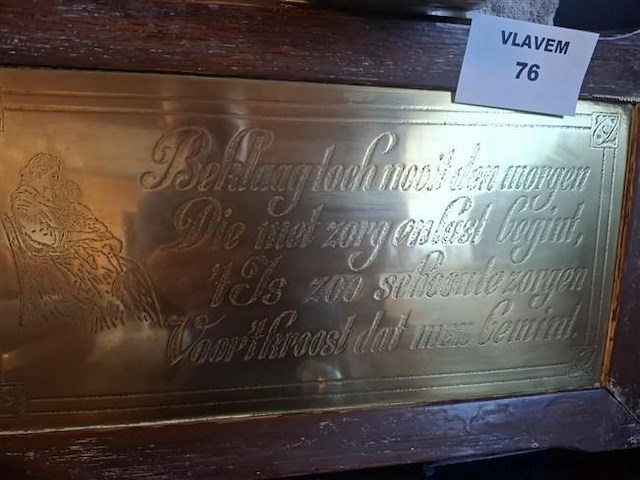 VLAVEM
76
Beklaag toch nooit den morgen
Die met zorg en last begint,
't Is zoo schoon te zorgen
Voor 't kroost dat men bemint.